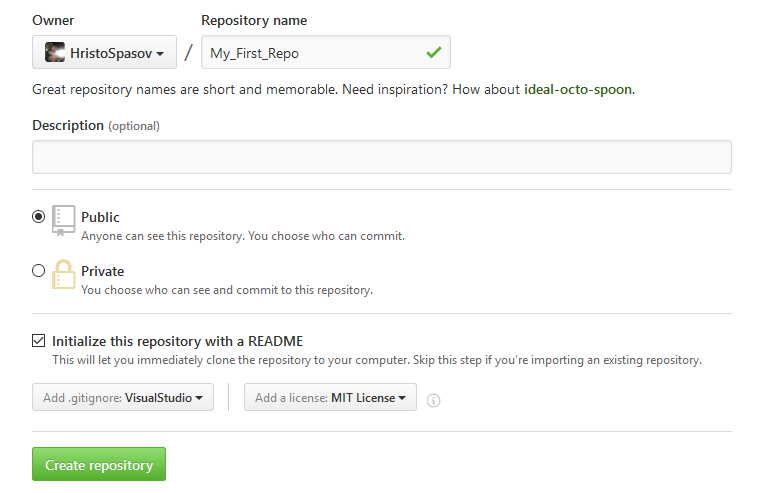 Owner Repository name
HristoSpasov / My_First_Repo
Great repository names are short and memorable. Need inspiration? How about ideal-octo-spoon.
Description (optional)
Public
Anyone can see this repository. You choose who can commit.
Private
You choose who can see and commit to this repository.
Initialize this repository with a README
This will let you immediately clone the repository to your computer. Skip this step if you’re importing an existing repository.
Add .gitignore: VisualStudio Add a license: MIT License
Create repository